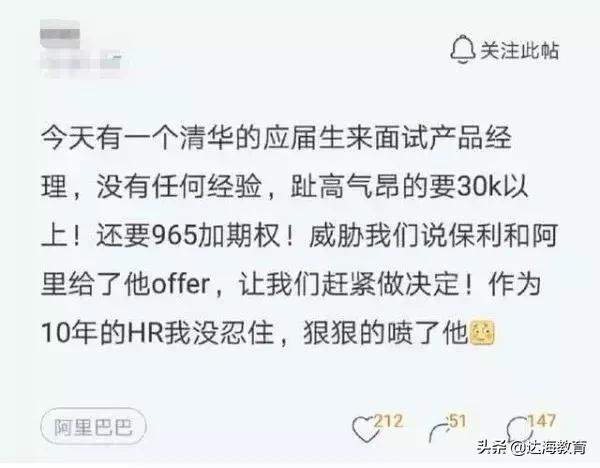 关注此帖
今天有一个清华的应届生来面试产品经
理，没有任何经验，趾高气昂的要30k以
上！还要965加期权！威胁我们说保利和阿
里给了他offer，让我们赶紧做决定！作为
10年的HR我没忍住，狠狠的喷了他
阿里巴巴
212
51
147
头条 @达海教育